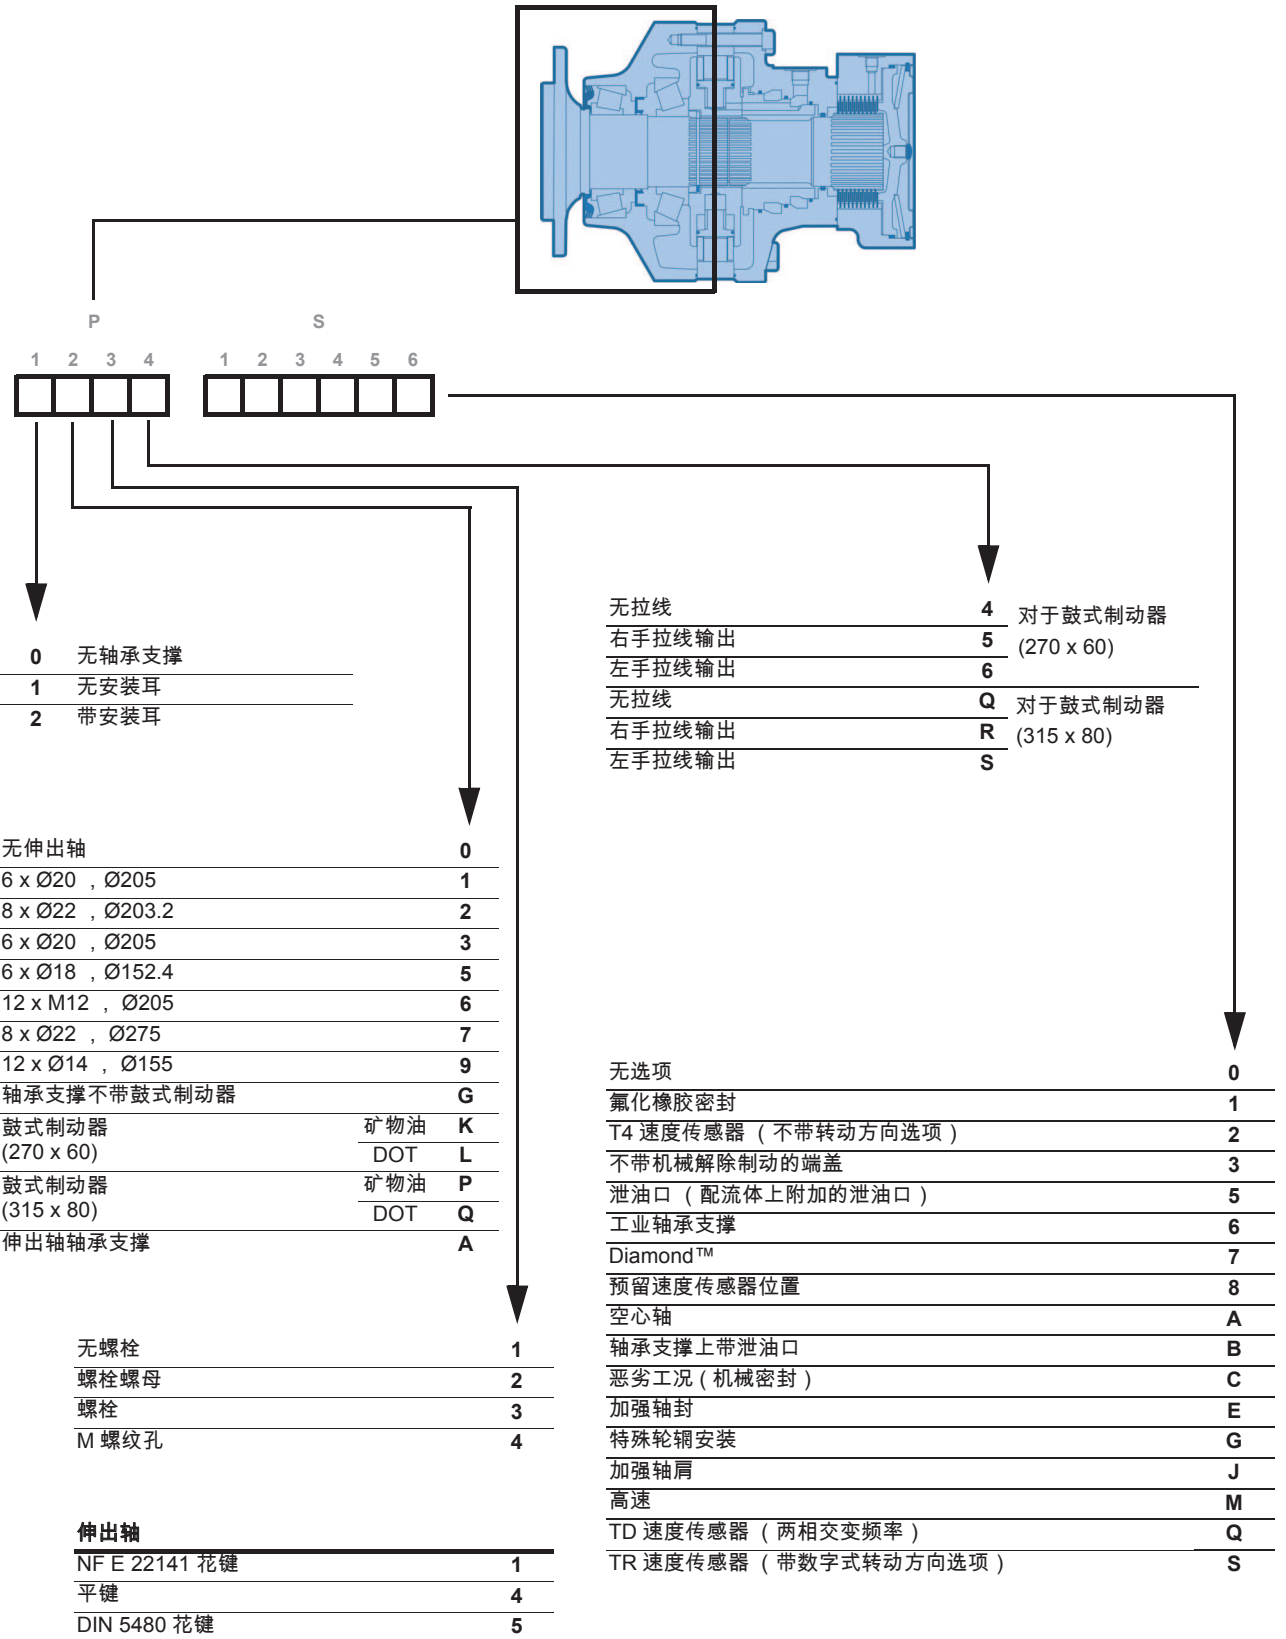 P S
1 2 3 4 1 2 3 4 5 6
0 无轴承支撑
1 无安装耳
2 带安装耳
无拉线 4
右手拉线输出 5
左手拉线输出 6
对于鼓式制动器
(270 x 60)
无拉线 Q
右手拉线输出 R
左手拉线输出 S
对于鼓式制动器
(315 x 80)
无伸出轴 0
6 x Ø20 ，Ø205 1
8 x Ø22 ，Ø203.2 2
6 x Ø20 ，Ø205 3
6 x Ø18 ，Ø152.4 5
12 x M12 ， Ø205 6
8 x Ø22 ， Ø275 7
12 x Ø14 ， Ø155 9
轴承支撑不带鼓式制动器 G
鼓式制动器 矿物油 K
(270 x 60) DOT L
鼓式制动器 矿物油 P
(315 x 80) DOT Q
伸出轴轴承支撑 A
无螺栓 1
螺栓螺母 2
螺栓 3
M 螺纹孔 4
伸出轴
NF E 22141 花键 1
平键 4
DIN 5480 花键 5
无选项 0
氟化橡胶密封 1
T4 速度传感器 （不带转动方向选项） 2
不带机械解除制动的端盖 3
泄油口 （配流体上附加的泄油口） 5
工业轴承支撑 6
Diamond™ 7
预留速度传感器位置 8
空心轴 A
轴承支撑上带泄油口 B
恶劣工况（机械密封） C
加强轴封 E
特殊轮辋安装 G
加强轴肩 J
高速 M
TD 速度传感器 （两相交变频率） Q
TR 速度传感器 （带数字式转动方向选项） S